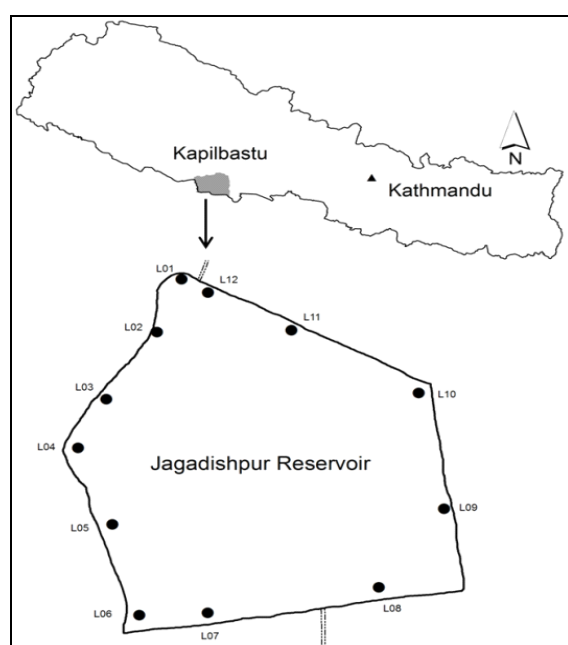 Kapilbastu
N
Kathmandu
L01
L12
L02
L11
L03
L10
L04
Jagadishpur Reservoir
L09
L05
L08
L06
L07